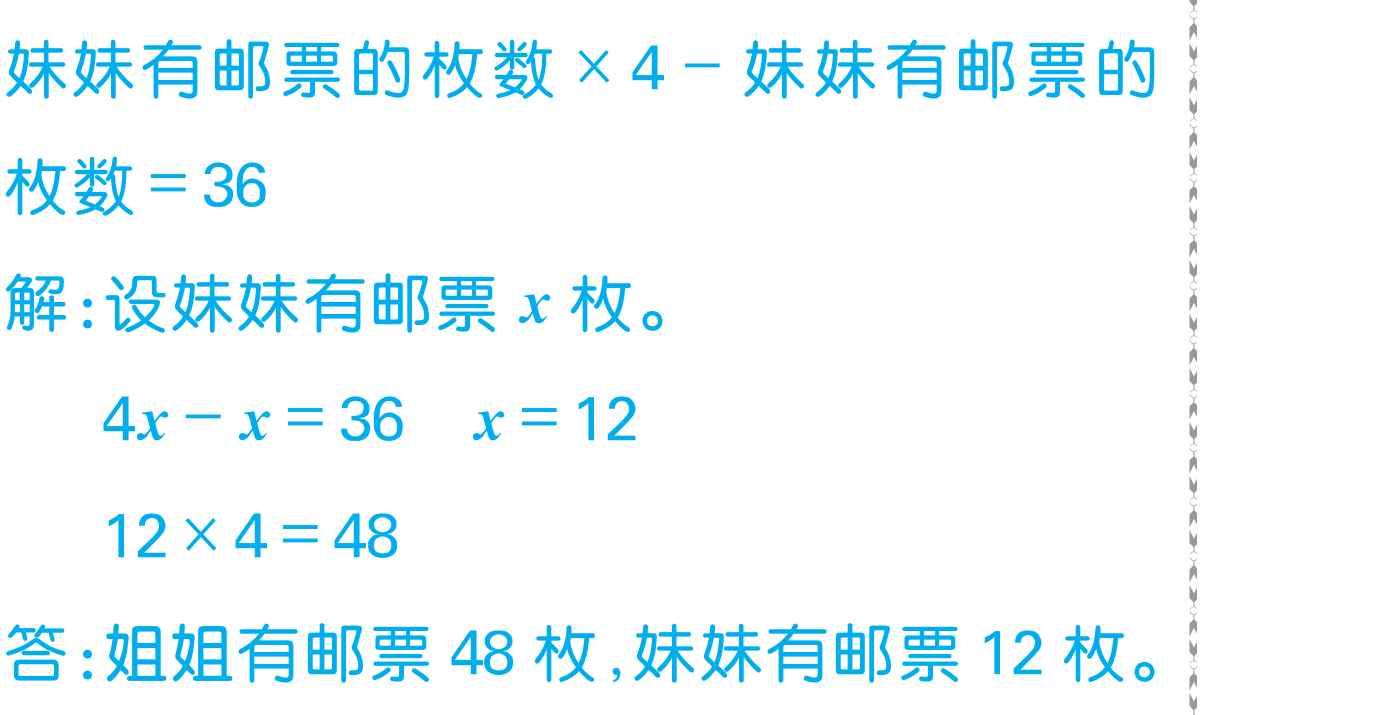 妹妹有邮票的枚数×4-妹妹有邮票的
枚数=36
解:设妹妹有邮票 x 枚。
4x-x=36 x=12
12×4=48
答:姐姐有邮票 48 枚,妹妹有邮票 12 枚。